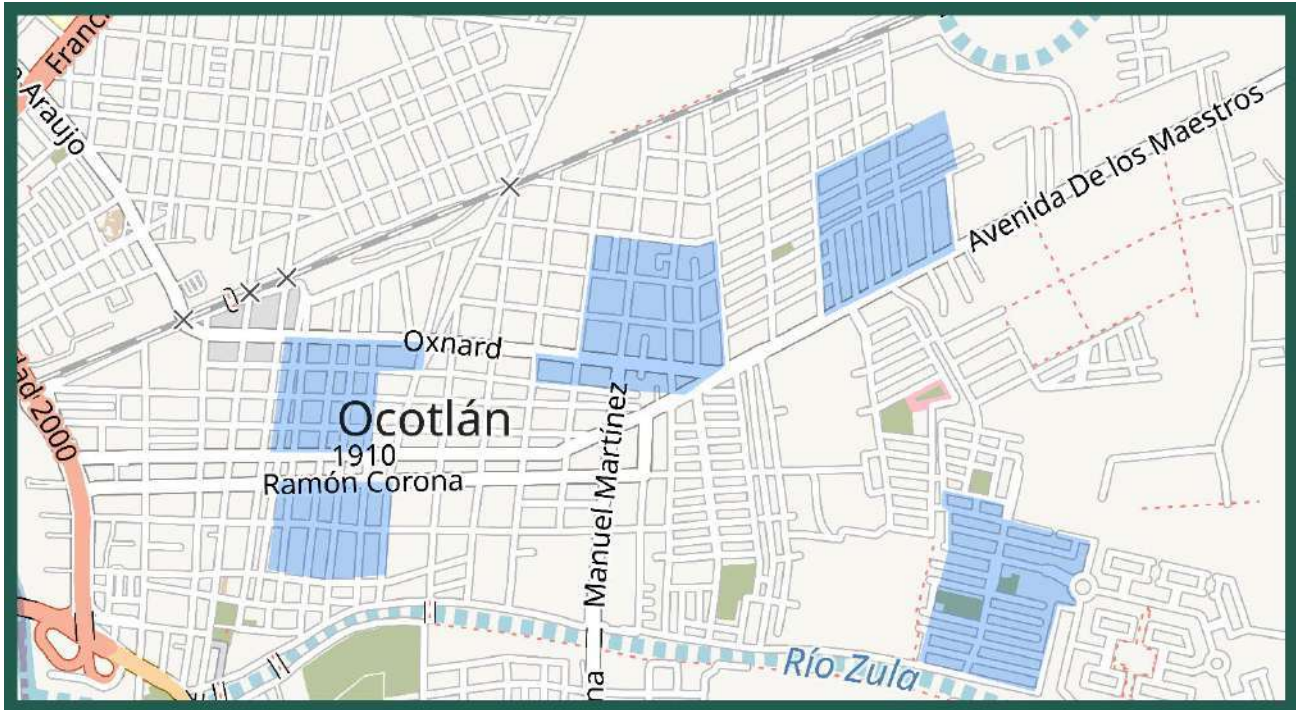 Franc
Araujo
Avenida De los Maestros
Oxnard
dad 2000
Ocotlán
1910
Ramón Corona
Manuel Martínez
Río Zula
na